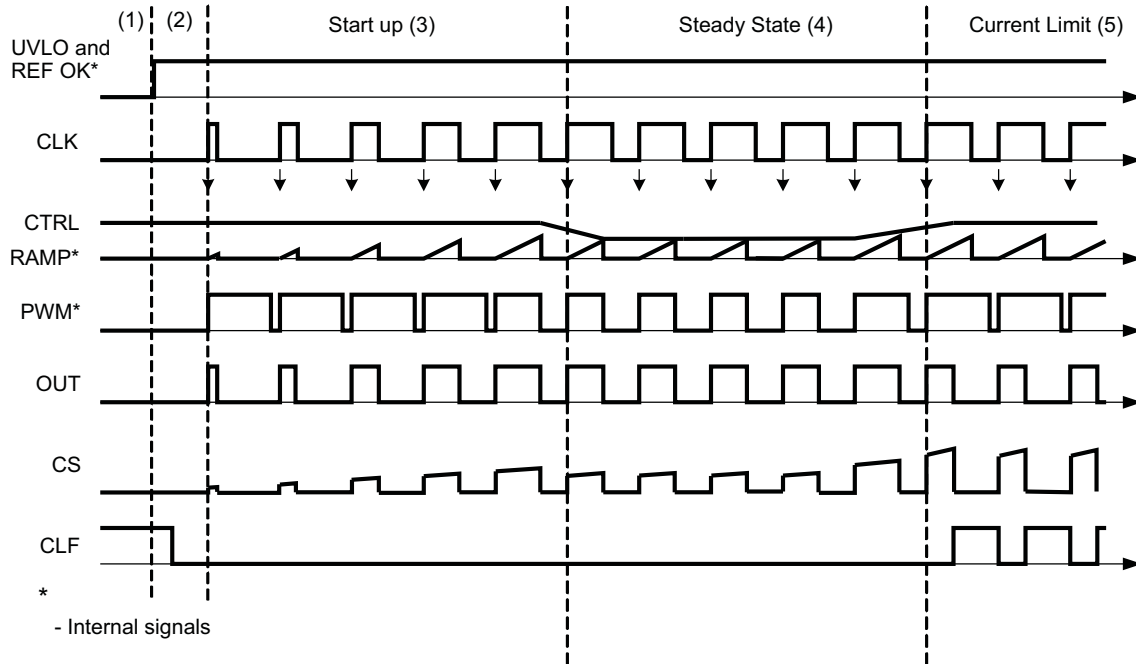 (1) (2) Start up (3) Steady State (4) Current Limit (5)
UVLO and
REF OK*
CLK
CTRL
RAMP*
PWM*
OUT
CS
CLF
*
- Internal signals